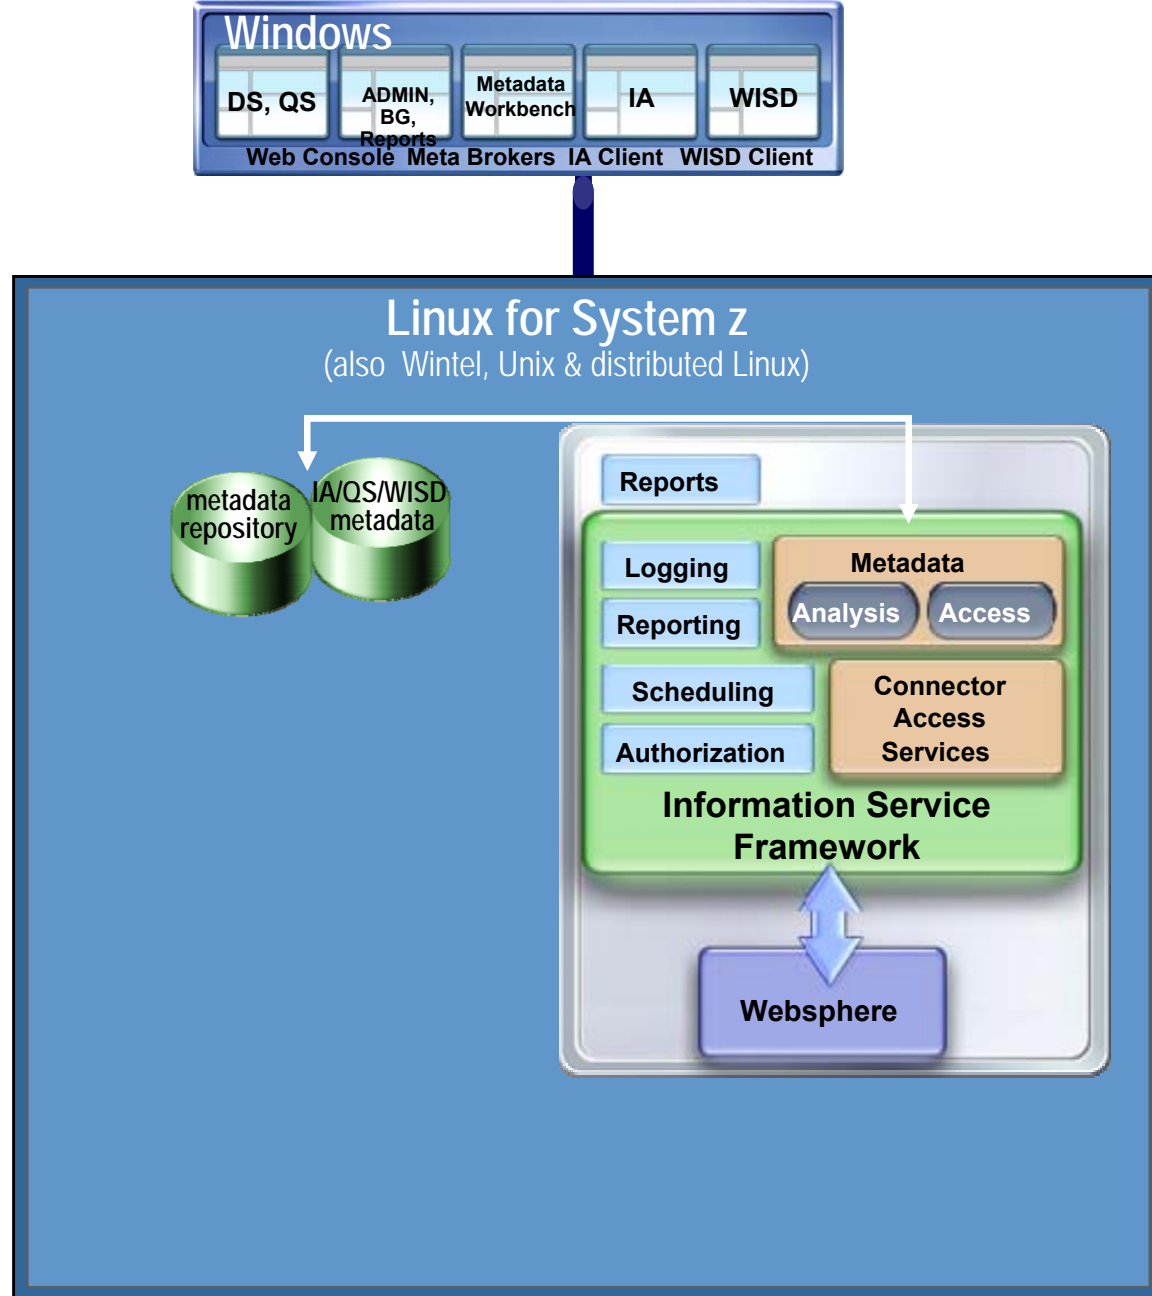 Windows
DS, QS
ADMIN,
BG,
Reports
Metadata
Workbench
IA
WISD
Web Console Meta Brokers IA Client WISD Client
Linux for System z
(also Wintel, Unix & distributed Linux)
metadata
repository
IA/QS/WISD
metadata
Reports
Logging
Reporting
Scheduling
Authorization
Metadata
Analysis
Access
Connector
Access
Services
Information Service
Framework
Websphere